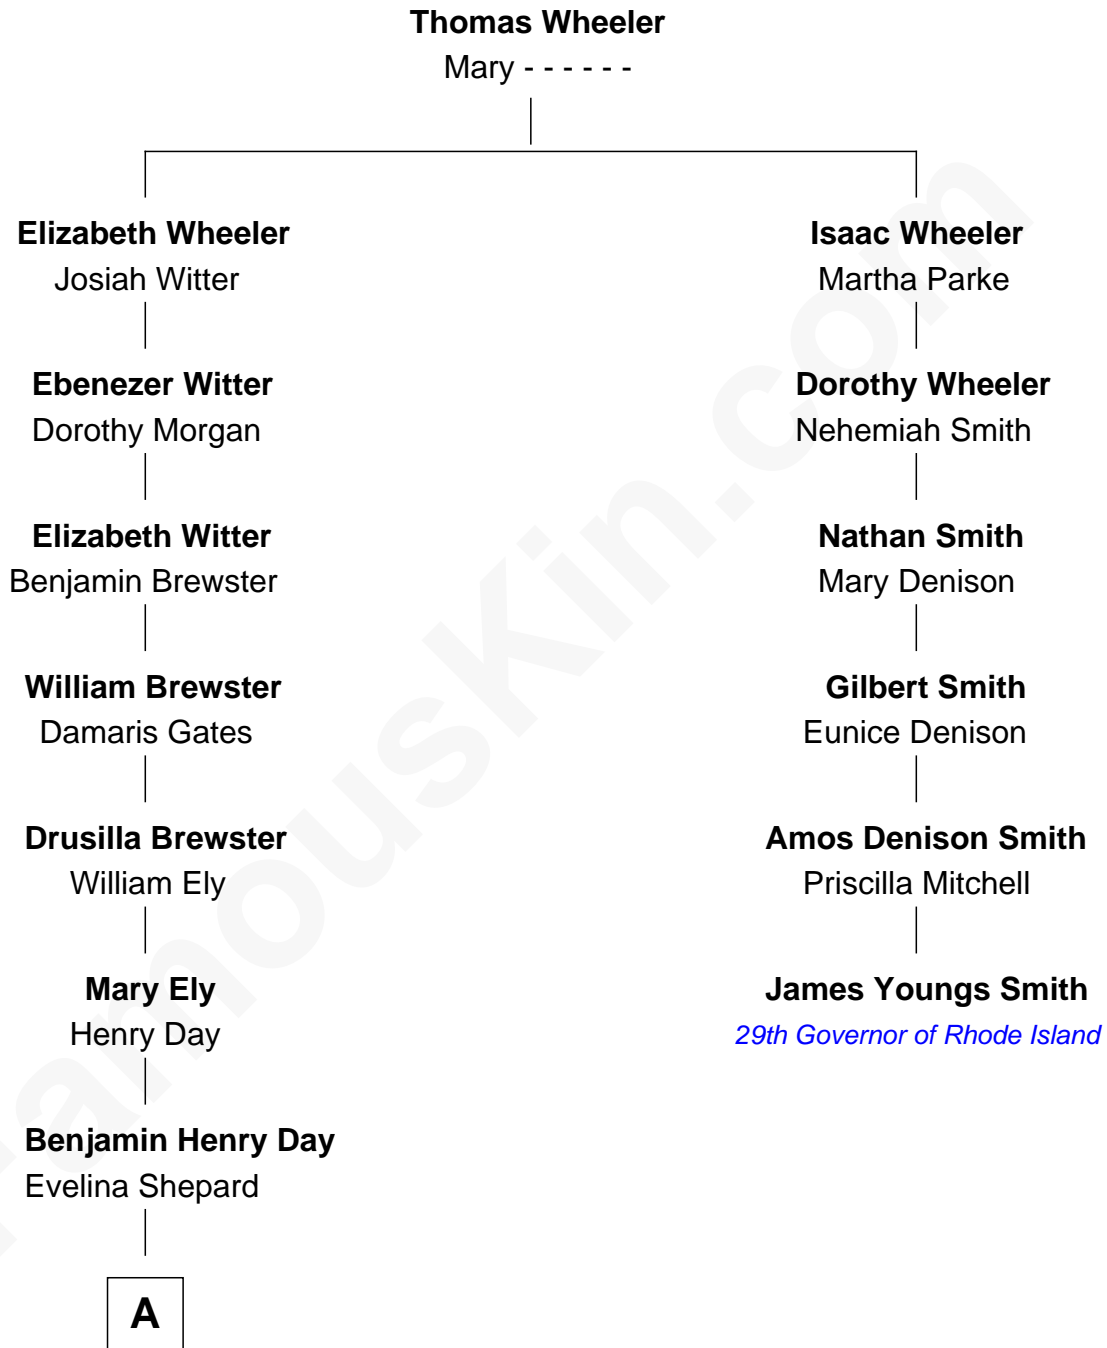 Thomas Wheeler
Mary - - - - - -
Elizabeth Wheeler
Josiah Witter
Isaac Wheeler
Martha Parke
Ebenezer Witter
Dorothy Morgan
Dorothy Wheeler
Nehemiah Smith
Elizabeth Witter
Benjamin Brewster
Nathan Smith
Mary Denison
William Brewster
Damaris Gates
Gilbert Smith
Eunice Denison
Drusilla Brewster
William Ely
Amos Denison Smith
Priscilla Mitchell
Mary Ely
Henry Day
James Youngs Smith
29th Governor of Rhode Island
Benjamin Henry Day
Evelina Shepard
A
FamousKin.com